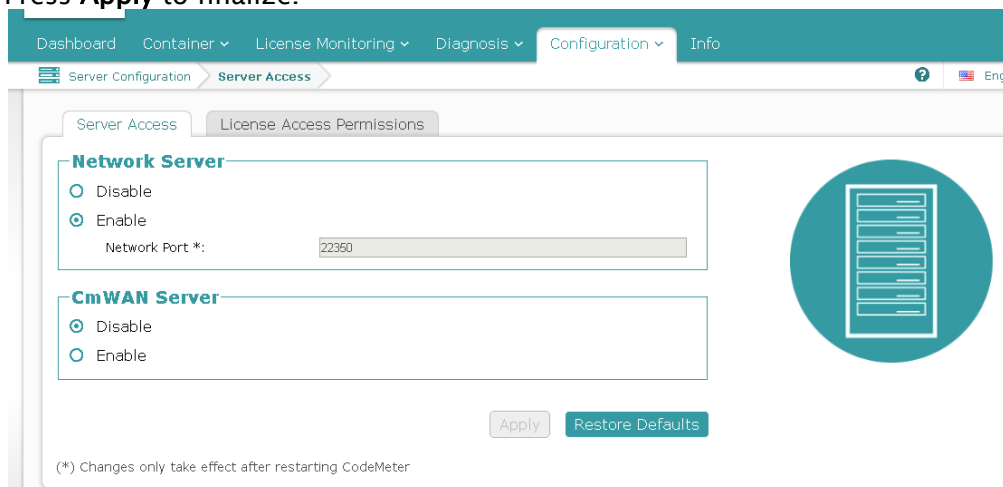 Press Apply to finalize.
Dashboard Container License Monitoring Diagnosis Configuration Info
Server Configuration Server Access Eng
Server Access License Access Permissions
Network Server
Disable
Enable
Network Port *: 22350
CmWAN Server
Disable
Enable
Apply Restore Defaults
(*) Changes only take effect after restarting CodeMeter